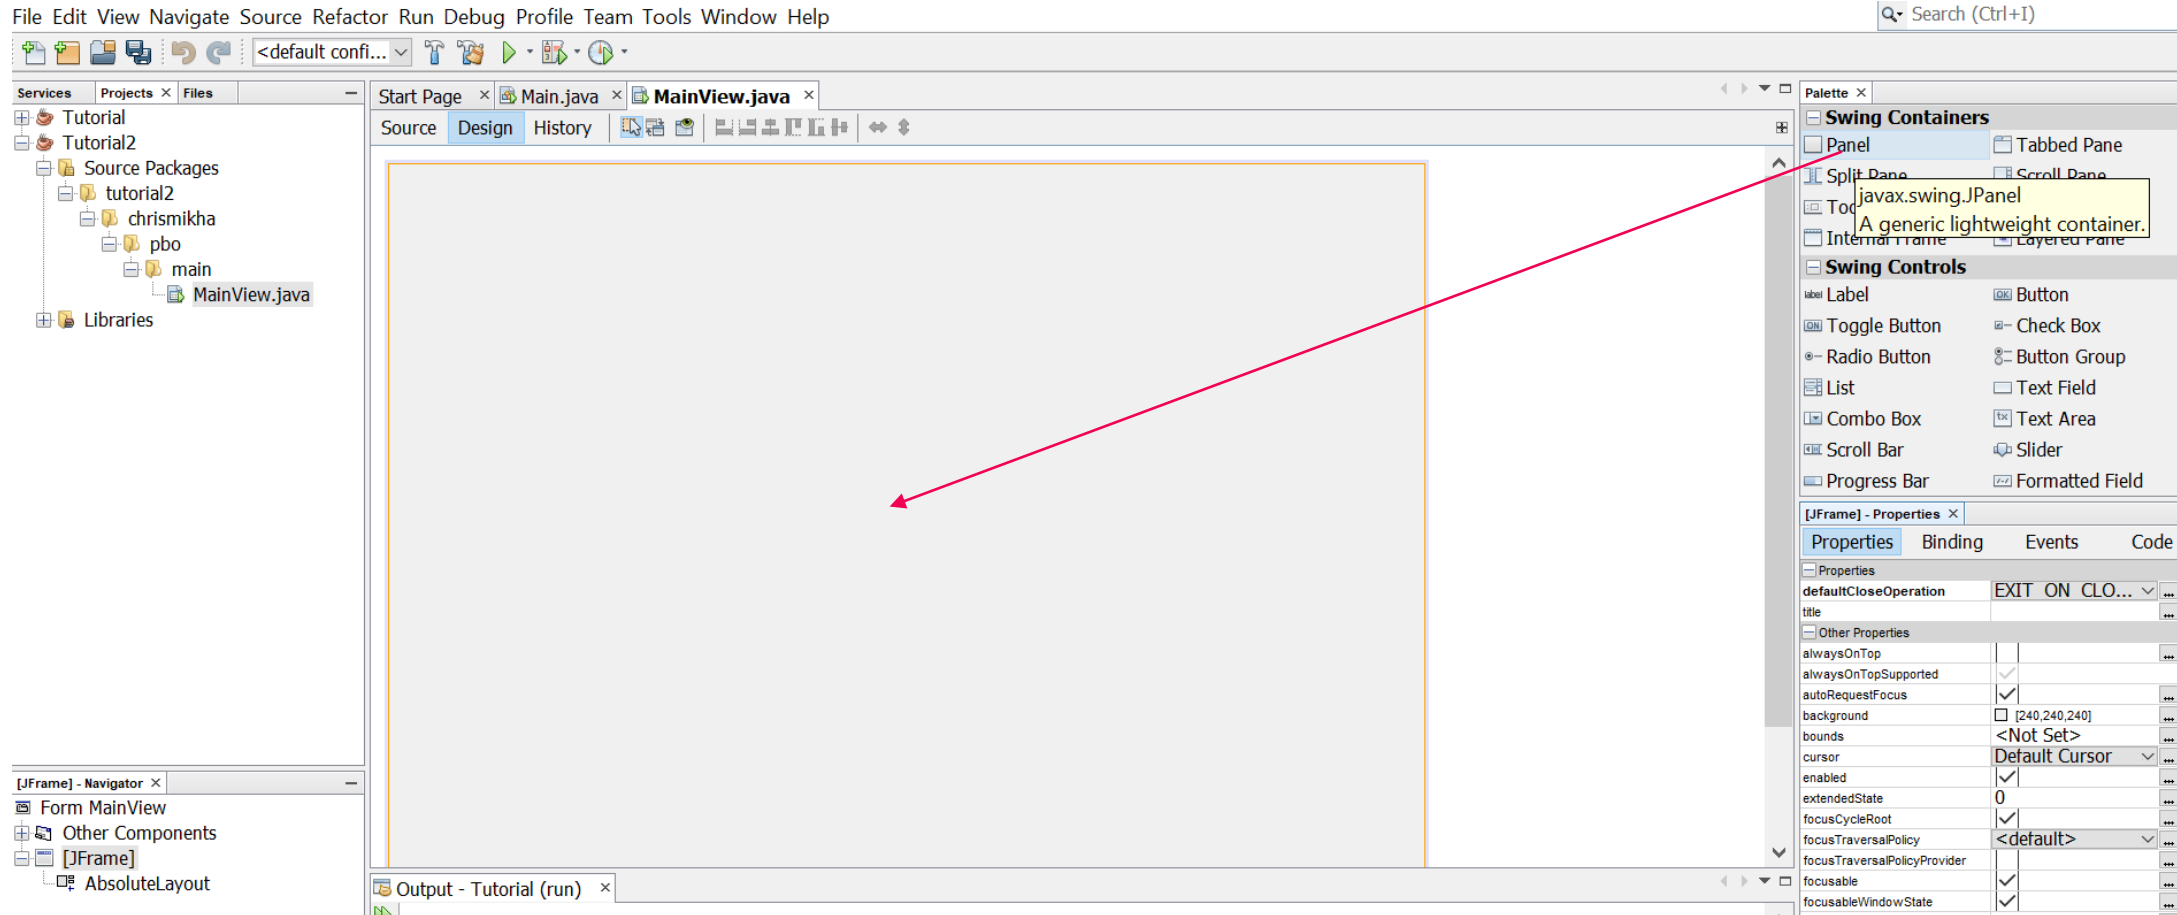 File Edit View Navigate Source Refactor Run Debug Profile Team Tools Window Help
Search (Ctrl+I)
<default confi...
Services Projects Files
Tutorial
Tutorial2
Source Packages
tutorial2
chrismikha
pbo
main
MainView.java
Libraries
[JFrame] - Navigator
Form MainView
Other Components
[JFrame]
AbsoluteLayout
Start Page Main.java MainView.java
Source Design History
Output - Tutorial (run)
Palette
Swing Containers
Panel Tabbed Pane
Split Pane Scroll Pane
javax.swing.JPanel
A generic lightweight container.
Internal Frame Layered Pane
Swing Controls
label Label OK Button
ON Toggle Button Check Box
Radio Button Button Group
List Text Field
Combo Box tx Text Area
Scroll Bar Slider
Progress Bar Formatted Field
[JFrame] - Properties
Properties Binding Events Code
Properties
defaultCloseOperation EXIT_ON_CLO... ...
title ...
Other Properties
alwaysOnTop ...
alwaysOnTopSupported
autoRequestFocus ...
background [240,240,240] ...
bounds <Not Set> ...
cursor Default Cursor ...
enabled ...
extendedState 0 ...
focusCycleRoot ...
focusTraversalPolicy <default> ...
focusTraversalPolicyProvider ...
focusable ...
focusableWindowState ...